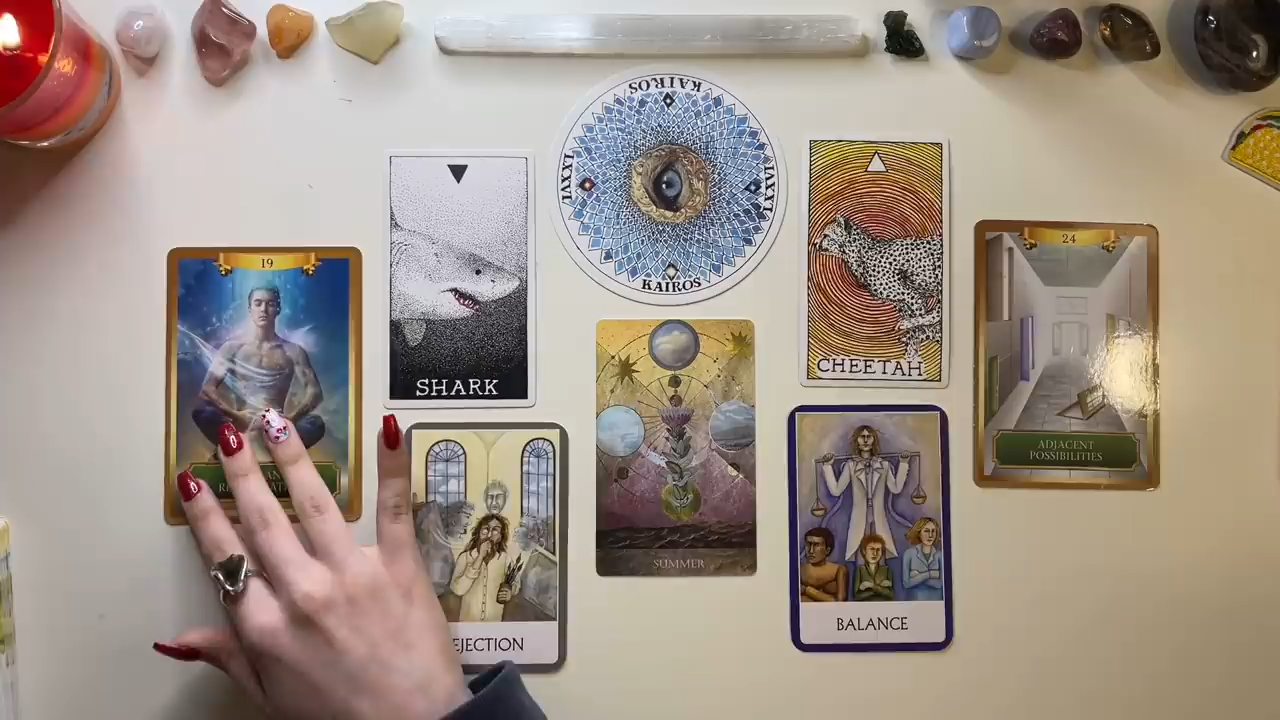 KAIROS
LXXVI
LXXVI
KAIROS
SHARK
CHEETAH
19
24
ADJACENT
POSSIBILITIES
SUMMER
EJECTION
BALANCE